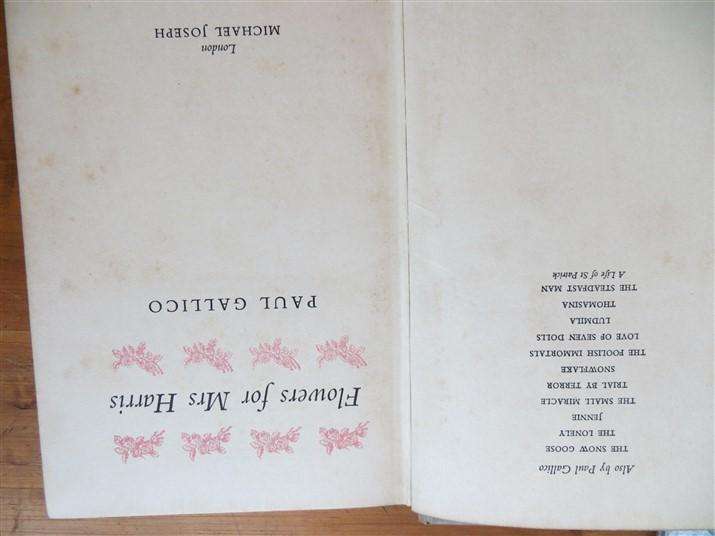 Also by Paul Gallico
THE SNOW GOOSE
THE LONELY
JENNIE
THE SMALL MIRACLE
TRIAL BY TERROR
SNOWFLAKE
THE FOOLISH IMMORTALS
LOVE OF SEVEN DOLLS
LUDMILA
THOMASINA
THE STEADFAST MAN
A Life of St Patrick
Flowers for Mrs Harris
PAUL GALLICO
London
MICHAEL JOSEPH